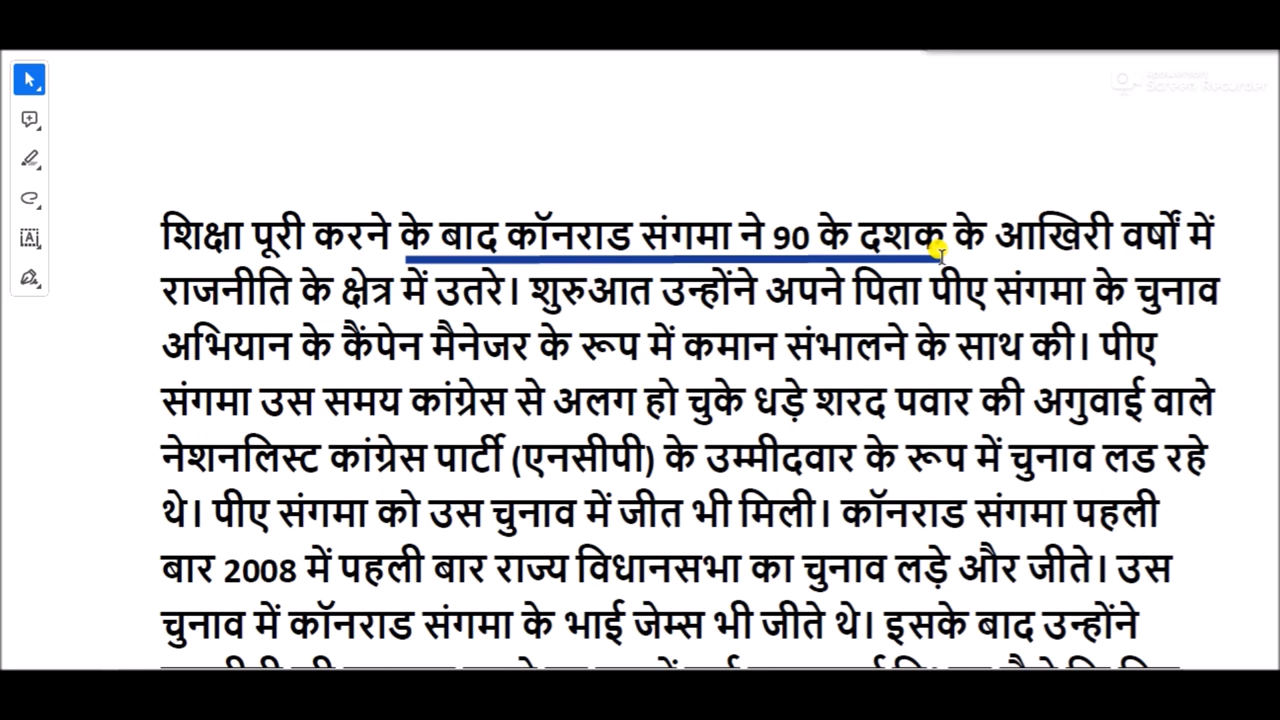 Screen Recorder
शिक्षा पूरी करने के बाद कॉनराड संगमा ने 90 के दशक के आखिरी वर्षों में
राजनीति के क्षेत्र में उतरे। शुरुआत उन्होंने अपने पिता पीए संगमा के चुनाव
अभियान के कैंपेन मैनेजर के रूप में कमान संभालने के साथ की। पीए
संगमा उस समय कांग्रेस से अलग हो चुके धड़े शरद पवार की अगुवाई वाले
नेशनलिस्ट कांग्रेस पार्टी (एनसीपी) के उम्मीदवार के रूप में चुनाव लड रहे
थे। पीए संगमा को उस चुनाव में जीत भी मिली। कॉनराड संगमा पहली
बार 2008 में पहली बार राज्य विधानसभा का चुनाव लड़े और जीते। उस
चुनाव में कॉनराड संगमा के भाई जेम्स भी जीते थे। इसके बाद उन्होंने